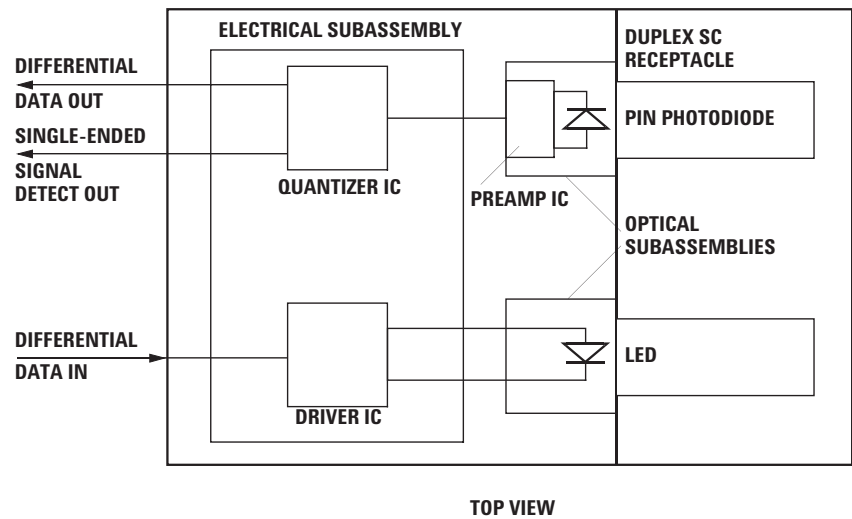 ELECTRICAL SUBASSEMBLY
DUPLEX SC
RECEPTACLE
DIFFERENTIAL
DATA OUT
SINGLE-ENDED
SIGNAL
DETECT OUT
QUANTIZER IC
PREAMP IC
PIN PHOTODIODE
OPTICAL
SUBASSEMBLIES
DIFFERENTIAL
DATA IN
DRIVER IC
LED
TOP VIEW